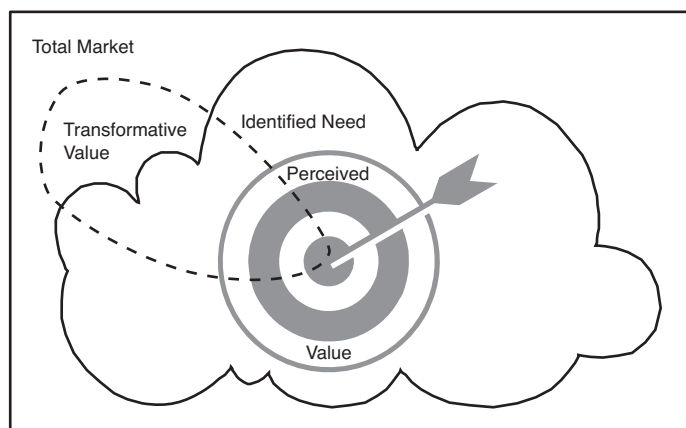 Total Market
Transformative
Value
Identified Need
Perceived
Value